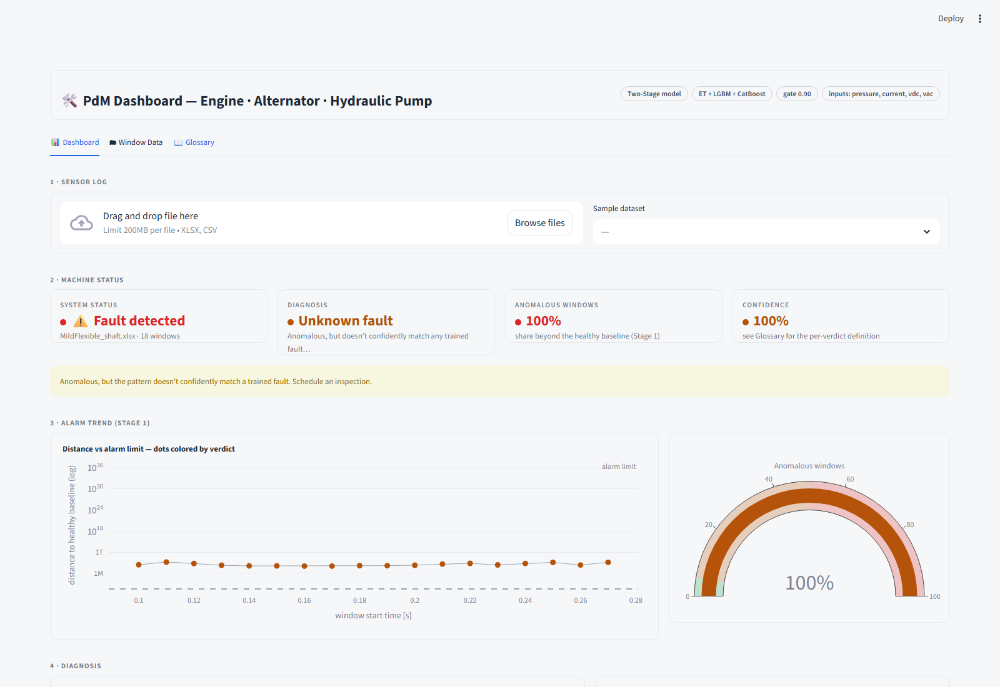 Deploy
🛠️ PdM Dashboard — Engine · Alternator · Hydraulic Pump
Two-Stage model
ET + LGBM + CatBoost
gate 0.90
inputs: pressure, current, vdc, vac
Dashboard
Window Data
Glossary
1 · SENSOR LOG
Drag and drop file here
Limit 200MB per file • XLSX, CSV
Browse files
Sample dataset
—
2 · MACHINE STATUS
SYSTEM STATUS
⚠️ Fault detected
MildFlexible_shaft.xlsx · 18 windows
DIAGNOSIS
Unknown fault
Anomalous, but doesn't confidently match any trained
fault…
ANOMALOUS WINDOWS
100%
share beyond the healthy baseline (Stage 1)
CONFIDENCE
100%
see Glossary for the per-verdict definition
Anomalous, but the pattern doesn't confidently match a trained fault. Schedule an inspection.
3 · ALARM TREND (STAGE 1)
Distance vs alarm limit — dots colored by verdict
distance to healthy baseline (log)
10^36
10^30
10^24
10^18
1T
1M
alarm limit
0.1 0.12 0.14 0.16 0.18 0.2 0.22 0.24 0.26 0.28
window start time [s]
Anomalous windows
0 20 40 60 80 100
100%
4 · DIAGNOSIS